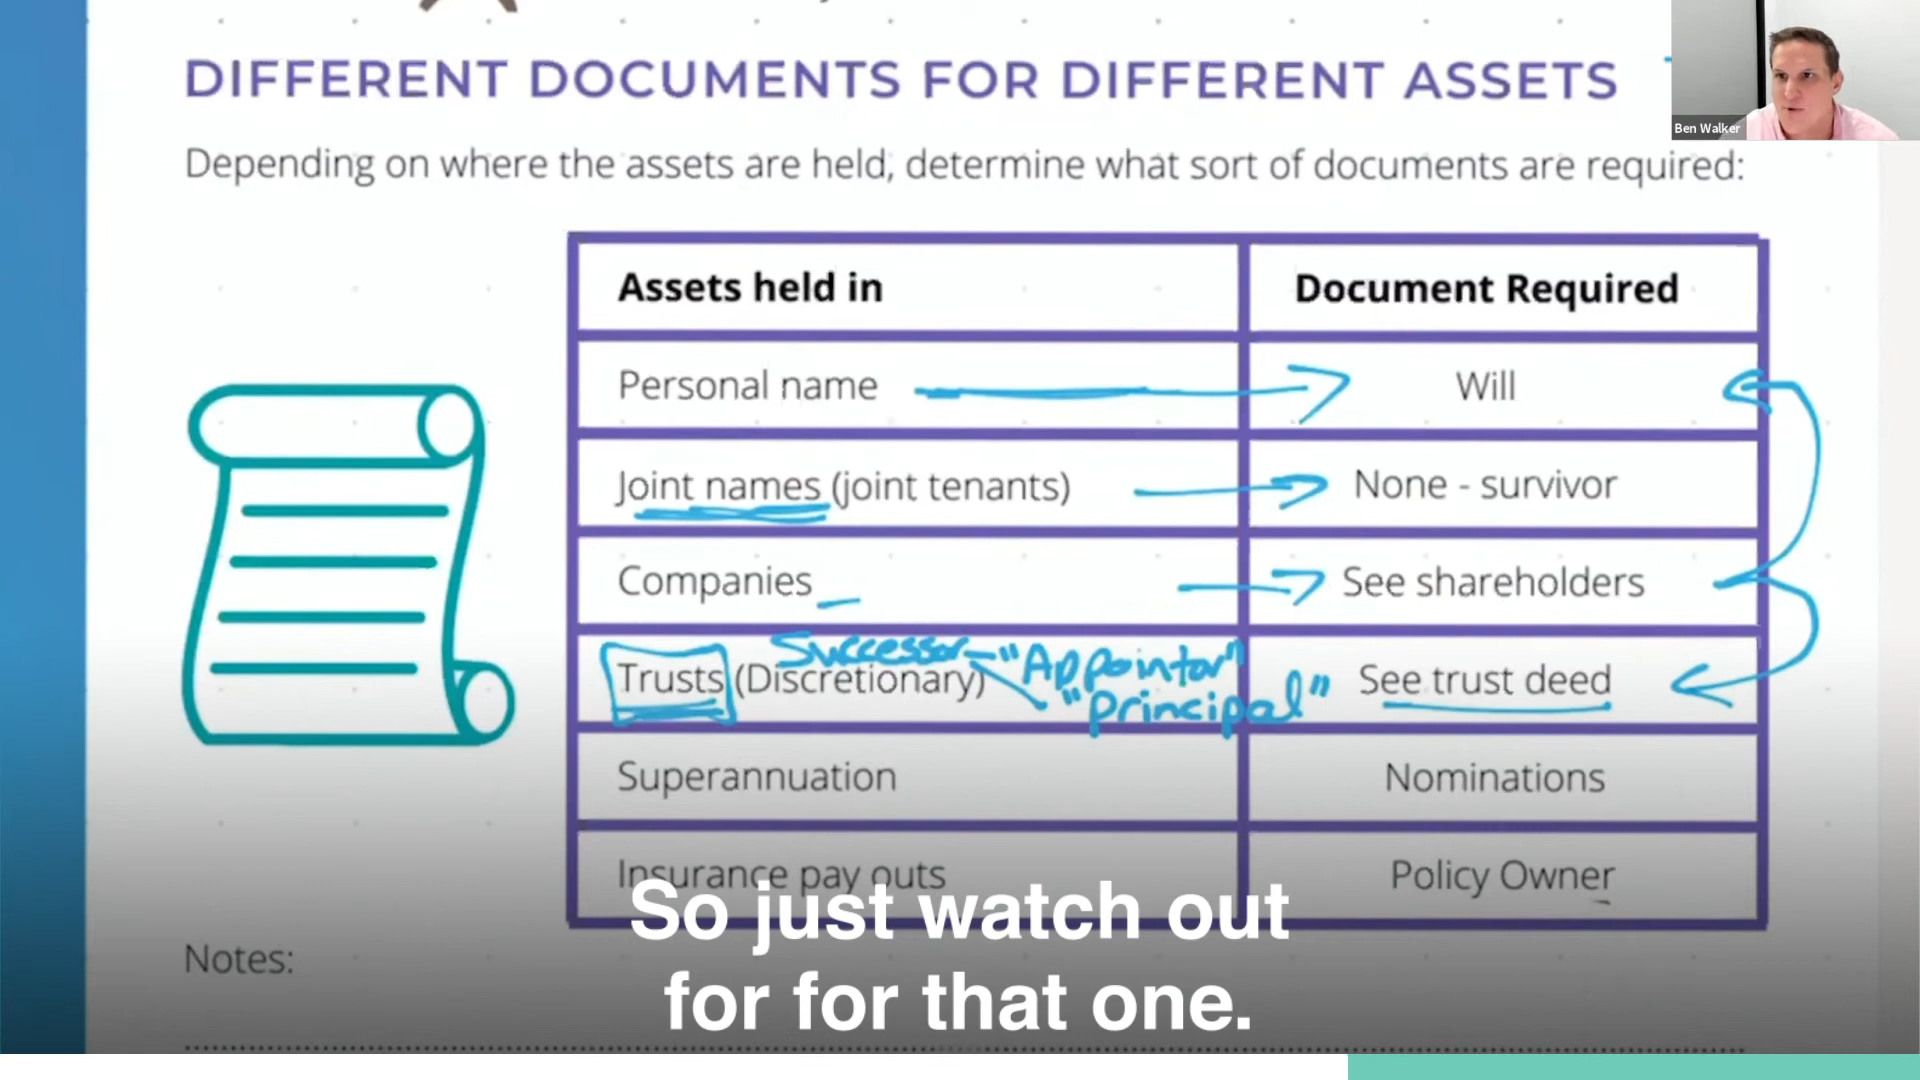 DIFFERENT DOCUMENTS FOR DIFFERENT ASSETS
Ben Walker
Depending on where the assets are held, determine what sort of documents are required:
Assets held in Document Required
Personal name Will
Joint names (joint tenants) None - survivor
Companies See shareholders
Successor "Appointor"
Trusts (Discretionary) See trust deed
"Principal"
Superannuation Nominations
Insurance pay outs Policy Owner
So just watch out
for for that one.
Notes: